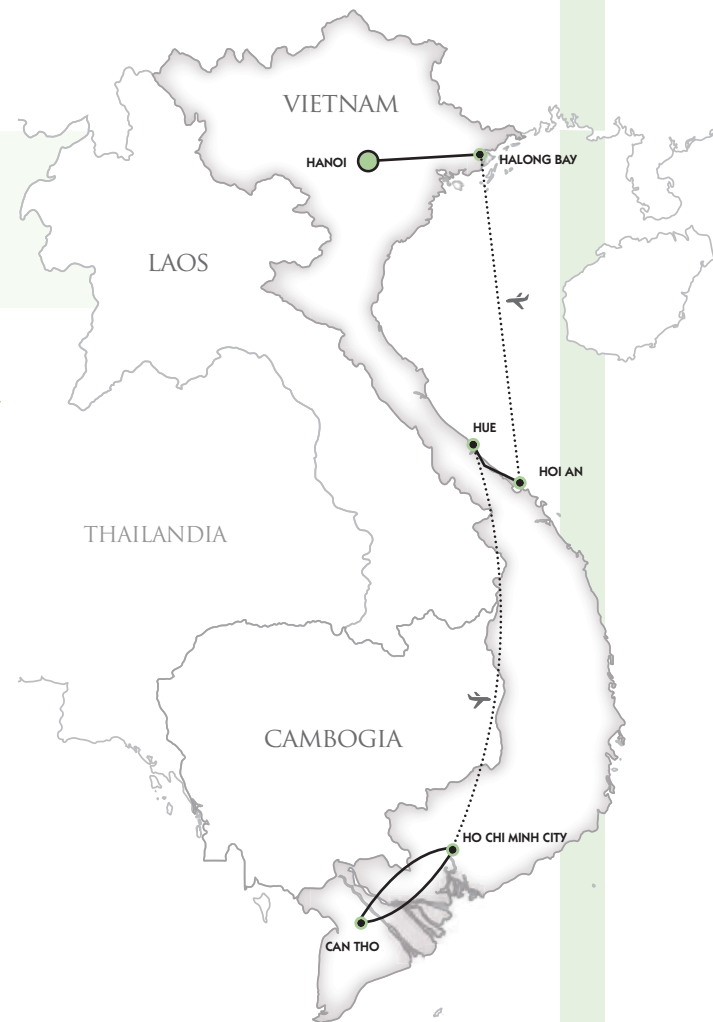 VIETNAM
HANOI
HALONG BAY
LAOS
HUE
HOI AN
THAILANDIA
CAMBOGIA
HO CHI MINH CITY
CAN THO